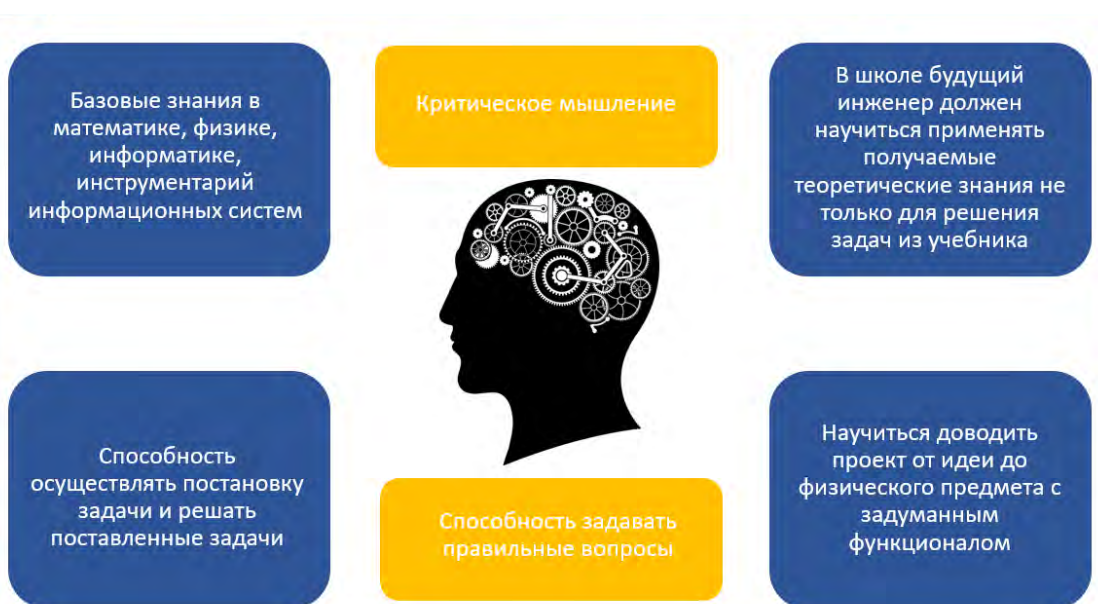 Базовые знания в
математике, физике,
информатике,
инструментарий
информационных систем
Критическое мышление
В школе будущий
инженер должен
научиться применять
получаемые
теоретические знания не
только для решения
задач из учебника
Способность
осуществлять постановку
задачи и решать
поставленные задачи
Способность задавать
правильные вопросы
Научиться доводить
проект от идеи до
физического предмета с
задуманным
функционалом